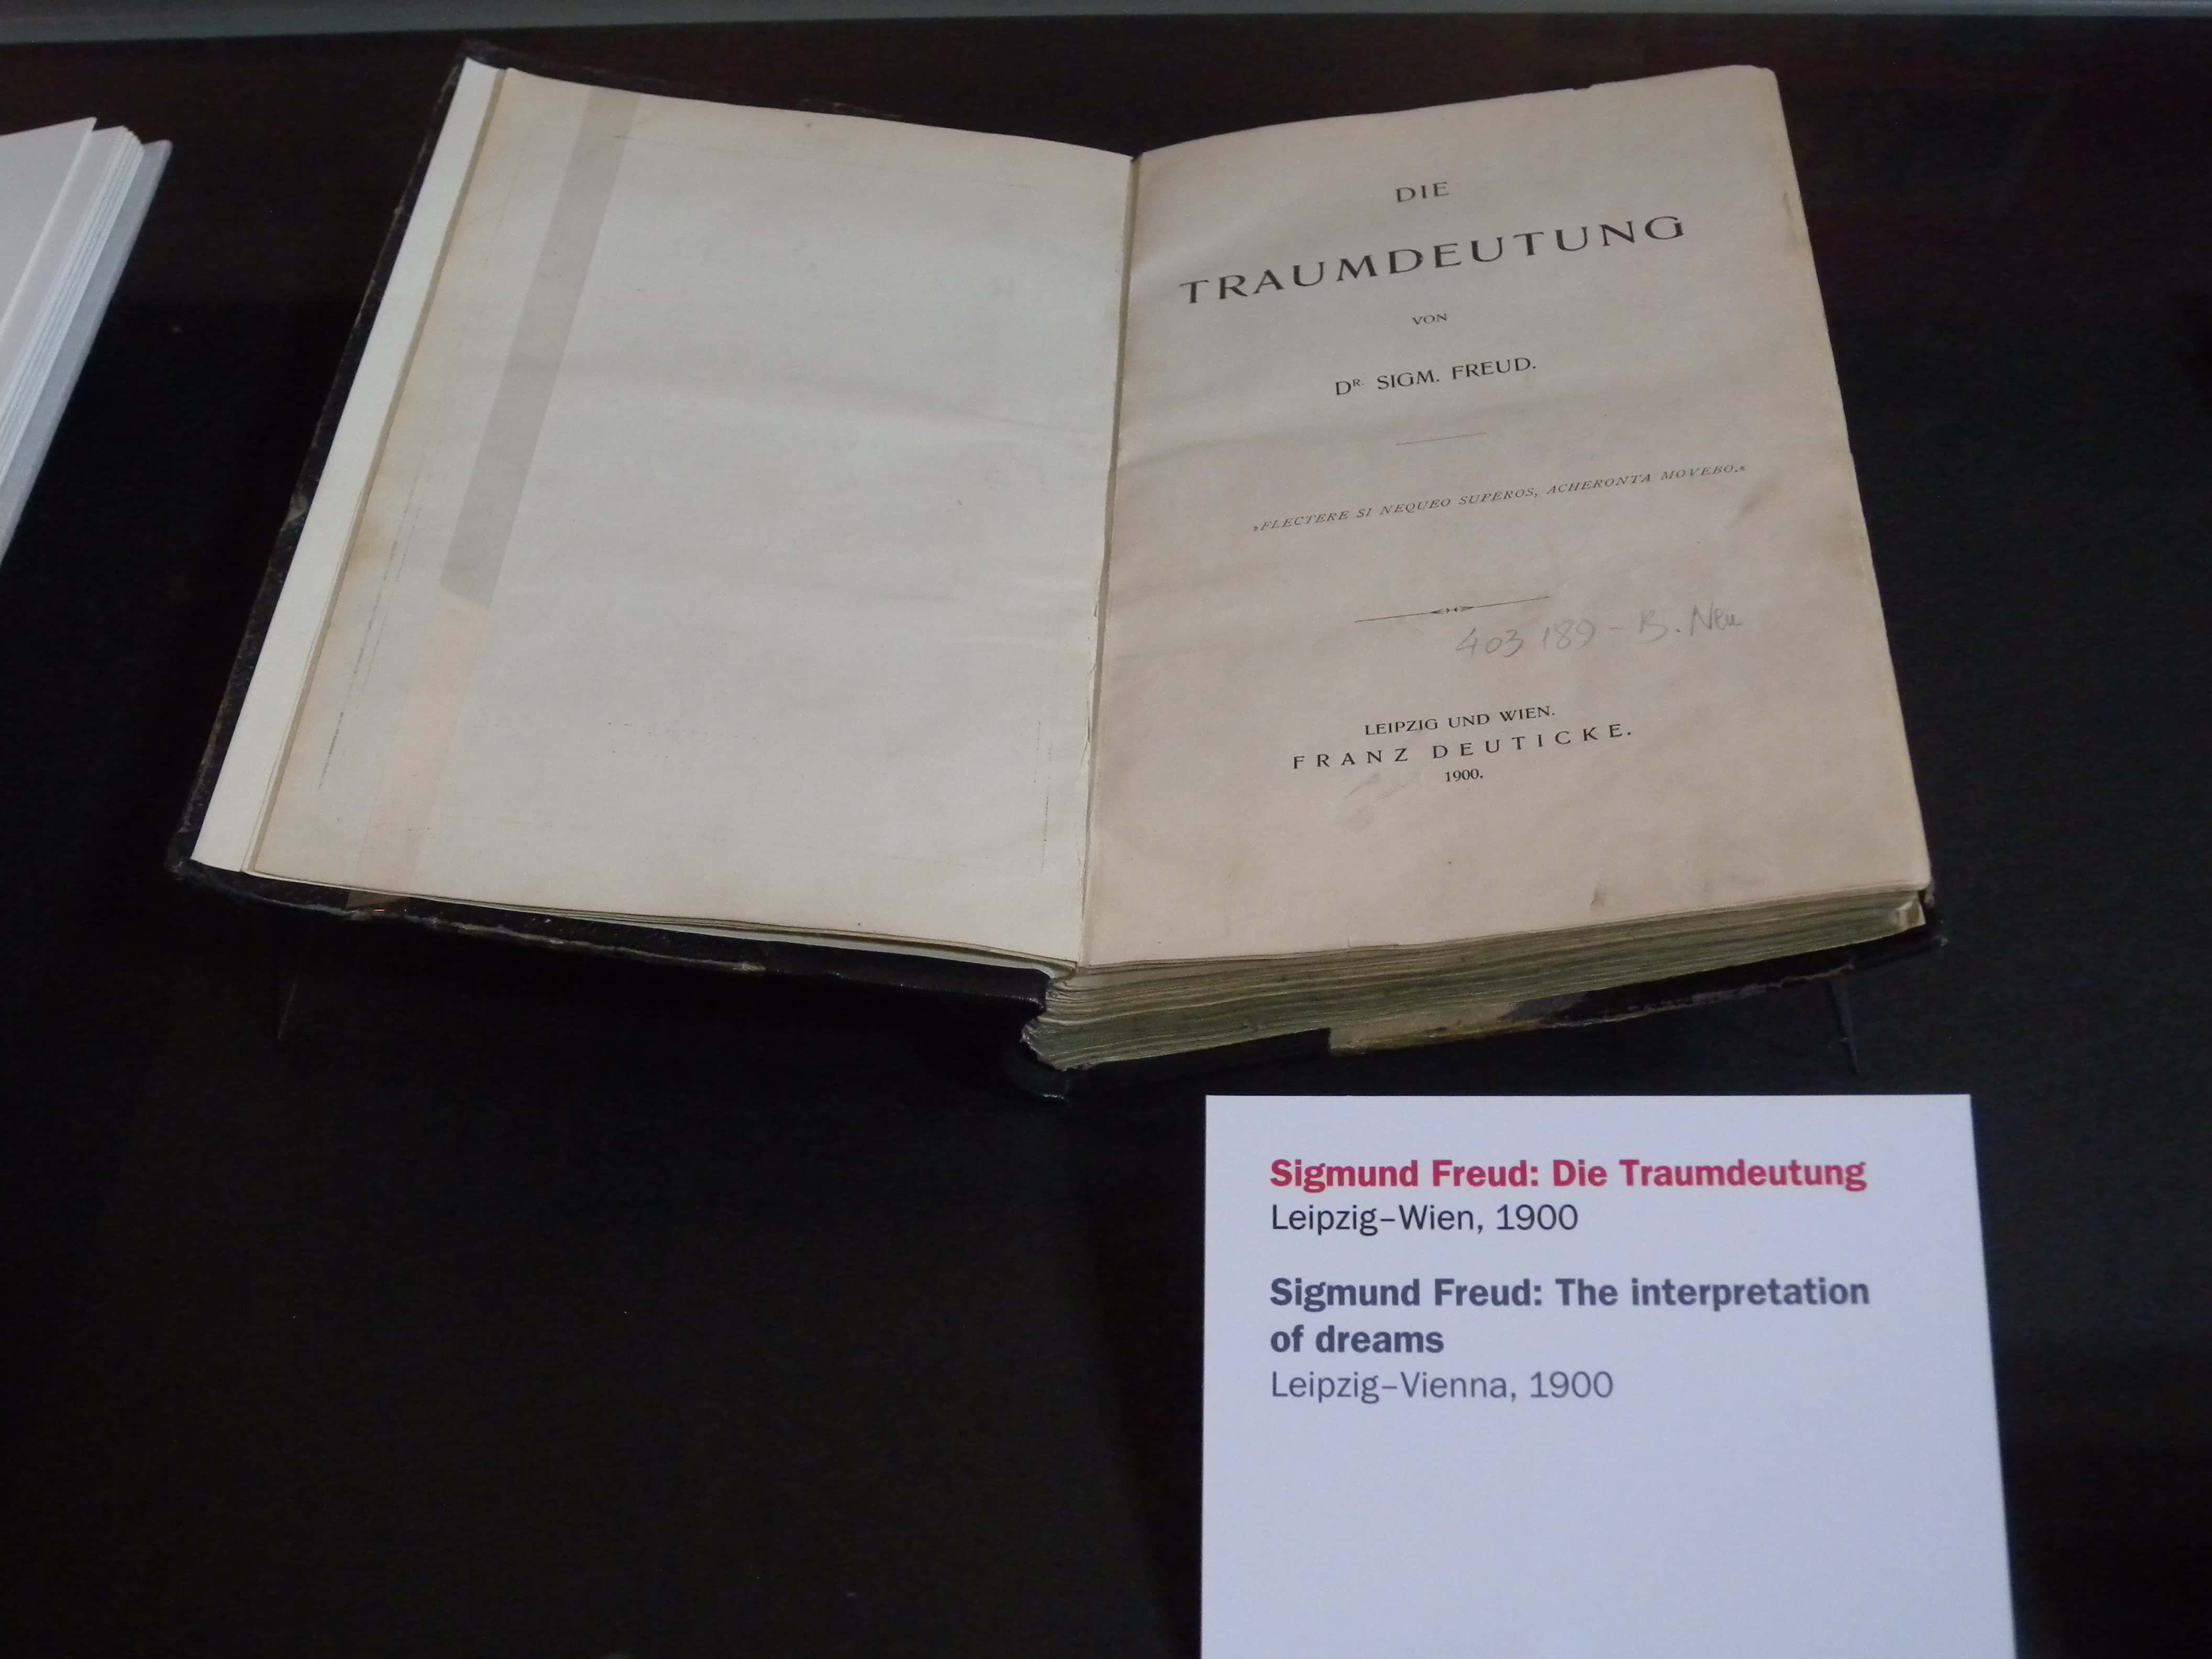 DIE
TRAUMDEUTUNG
VON
DR. SIGM. FREUD.
»FLECTERE SI NEQUEO SUPEROS, ACHERONTA MOVEBO.«
403 189 - B. Neu
LEIPZIG UND WIEN.
FRANZ DEUTICKE.
1900.
Sigmund Freud: Die Traumdeutung
Leipzig–Wien, 1900
Sigmund Freud: The interpretation
of dreams
Leipzig–Vienna, 1900